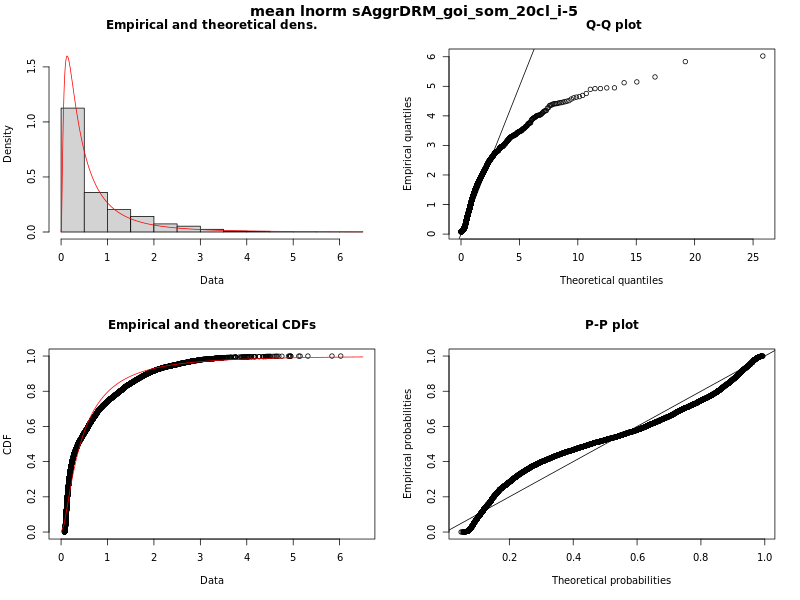 mean lnorm sAggrDRM_goi_som_20cl_i-5
Empirical and theoretical dens.
Density
0.0 0.5 1.0 1.5
0 1 2 3 4 5 6
Data
Q-Q plot
Empirical quantiles
0 1 2 3 4 5 6
0 5 10 15 20 25
Theoretical quantiles
Empirical and theoretical CDFs
CDF
0.0 0.2 0.4 0.6 0.8 1.0
0 1 2 3 4 5 6
Data
P-P plot
Empirical probabilities
0.0 0.2 0.4 0.6 0.8 1.0
0.2 0.4 0.6 0.8 1.0
Theoretical probabilities